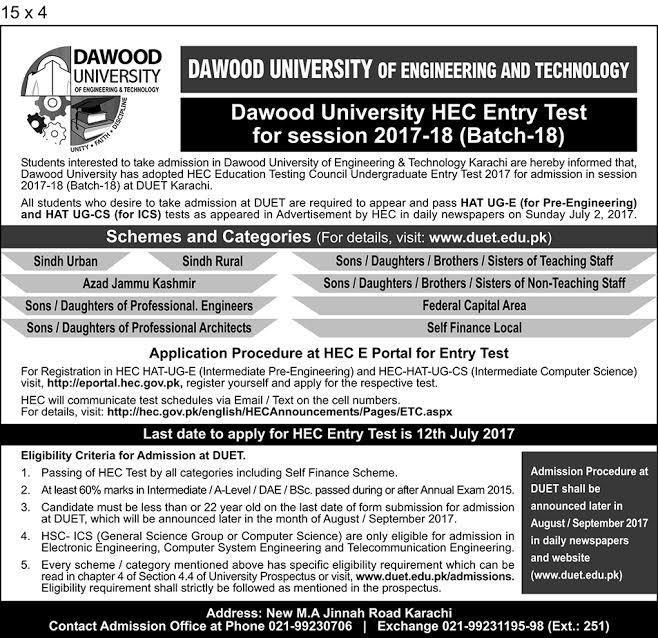 15 x 4
DAWOOD
UNIVERSITY
OF ENGINEERING & TECHNOLOGY
UNITY • FAITH • DISCIPLINE
DAWOOD UNIVERSITY OF ENGINEERING AND TECHNOLOGY
Dawood University HEC Entry Test
for session 2017-18 (Batch-18)
Students interested to take admission in Dawood University of Engineering & Technology Karachi are hereby informed that,
Dawood University has adopted HEC Education Testing Council Undergraduate Entry Test 2017 for admission in session
2017-18 (Batch-18) at DUET Karachi.
All students who desire to take admission at DUET are required to appear and pass HAT UG-E (for Pre-Engineering)
and HAT UG-CS (for ICS) tests as appeared in Advertisement by HEC in daily newspapers on Sunday July 2, 2017.
Schemes and Categories (For details, visit: www.duet.edu.pk)
Sindh Urban Sindh Rural Sons / Daughters / Brothers / Sisters of Teaching Staff
Azad Jammu Kashmir Sons / Daughters / Brothers / Sisters of Non-Teaching Staff
Sons / Daughters of Professional. Engineers Federal Capital Area
Sons / Daughters of Professional Architects Self Finance Local
Application Procedure at HEC E Portal for Entry Test
For Registration in HEC HAT-UG-E (Intermediate Pre-Engineering) and HEC-HAT-UG-CS (Intermediate Computer Science)
visit, http://eportal.hec.gov.pk, register yourself and apply for the respective test.
HEC will communicate test schedules via Email / Text on the cell numbers.
For details, visit: http://hec.gov.pk/english/HECAnnouncements/Pages/ETC.aspx
Last date to apply for HEC Entry Test is 12th July 2017
Eligibility Criteria for Admission at DUET.
1. Passing of HEC Test by all categories including Self Finance Scheme.
2. At least 60% marks in Intermediate / A-Level / DAE / BSc. passed during or after Annual Exam 2015.
3. Candidate must be less than or 22 year old on the last date of form submission for admission
at DUET, which will be announced later in the month of August / September 2017.
4. HSC- ICS (General Science Group or Computer Science) are only eligible for admission in
Electronic Engineering, Computer System Engineering and Telecommunication Engineering.
5. Every scheme / category mentioned above has specific eligibility requirement which can be
read in chapter 4 of Section 4.4 of University Prospectus or visit, www.duet.edu.pk/admissions.
Eligibility requirement shall strictly be followed as mentioned in the prospectus.
Admission Procedure at
DUET shall be
announced later in
August / September 2017
in daily newspapers
and website
(www.duet.edu.pk)
Address: New M.A Jinnah Road Karachi
Contact Admission Office at Phone 021-99230706 | Exchange 021-99231195-98 (Ext.: 251)